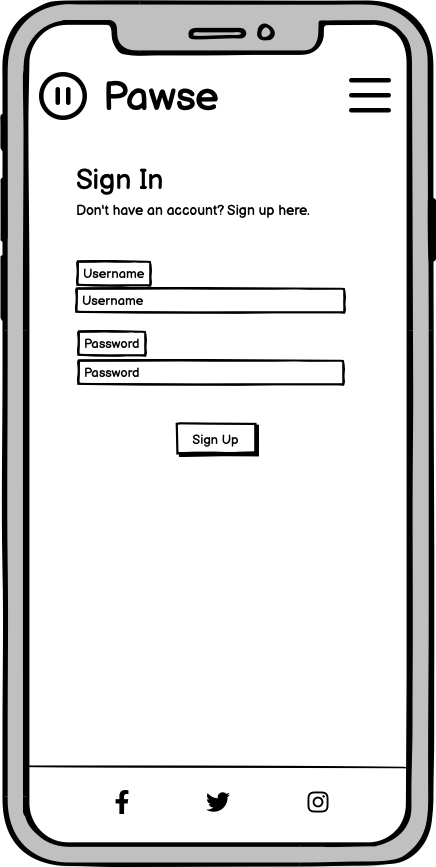 Pawse
Sign In
Don't have an account? Sign up here.
Username
Username
Password
Password
Sign Up